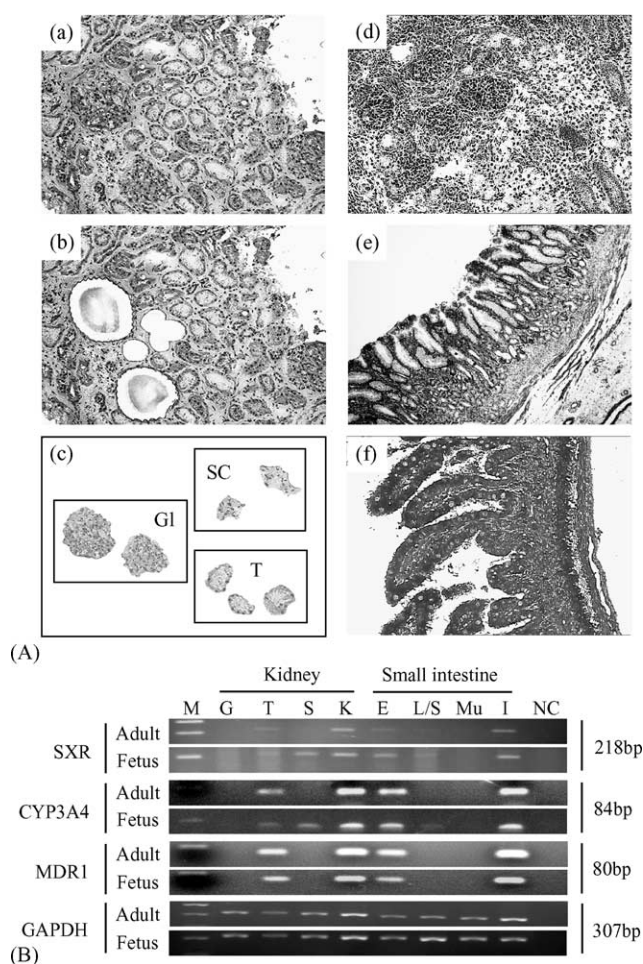 (a)
(d)
(b)
(e)
(c)
SC
Gl
T
(f)
(A)
Kidney Small intestine
M G T S K E L/S Mu I NC
SXR Adult 218bp
Fetus
CYP3A4 Adult 84bp
Fetus
MDR1 Adult 80bp
Fetus
GAPDH Adult 307bp
Fetus
(B)